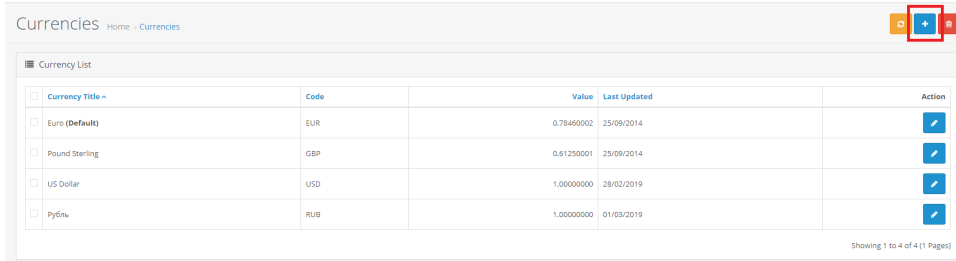 Currencies Home › Currencies
Currency List
Currency Title Code Value Last Updated Action
Euro (Default) EUR 0.78460002 25/09/2014
Pound Sterling GBP 0.61250001 25/09/2014
US Dollar USD 1.00000000 28/02/2019
Рубль RUB 1.00000000 01/03/2019
Showing 1 to 4 of 4 (1 Pages)